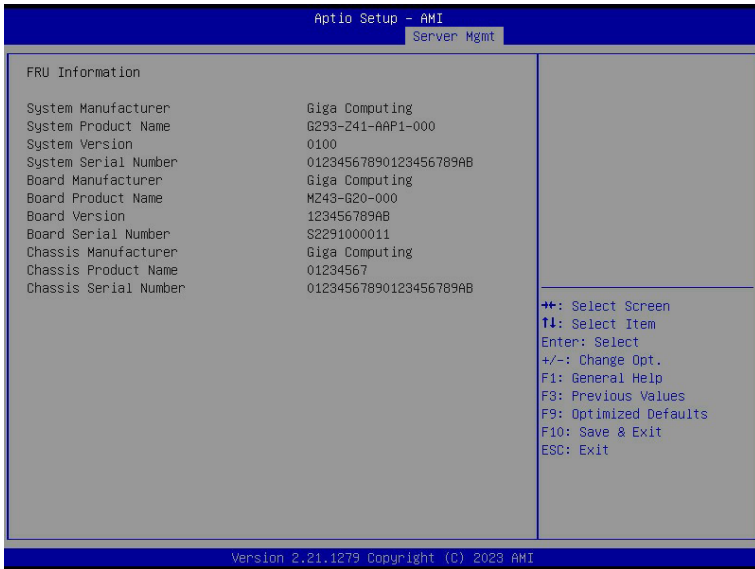 Aptio Setup – AMI
Server Mgmt
FRU Information
System Manufacturer Giga Computing
System Product Name G293-Z41-AAP1-000
System Version 0100
System Serial Number 01234567890123456789AB
Board Manufacturer Giga Computing
Board Product Name MZ43-G20-000
Board Version 123456789AB
Board Serial Number S2291000011
Chassis Manufacturer Giga Computing
Chassis Product Name 01234567
Chassis Serial Number 01234567890123456789AB
→←: Select Screen
↑↓: Select Item
Enter: Select
+/-: Change Opt.
F1: General Help
F3: Previous Values
F9: Optimized Defaults
F10: Save & Exit
ESC: Exit
Version 2.21.1279 Copyright (C) 2023 AMI